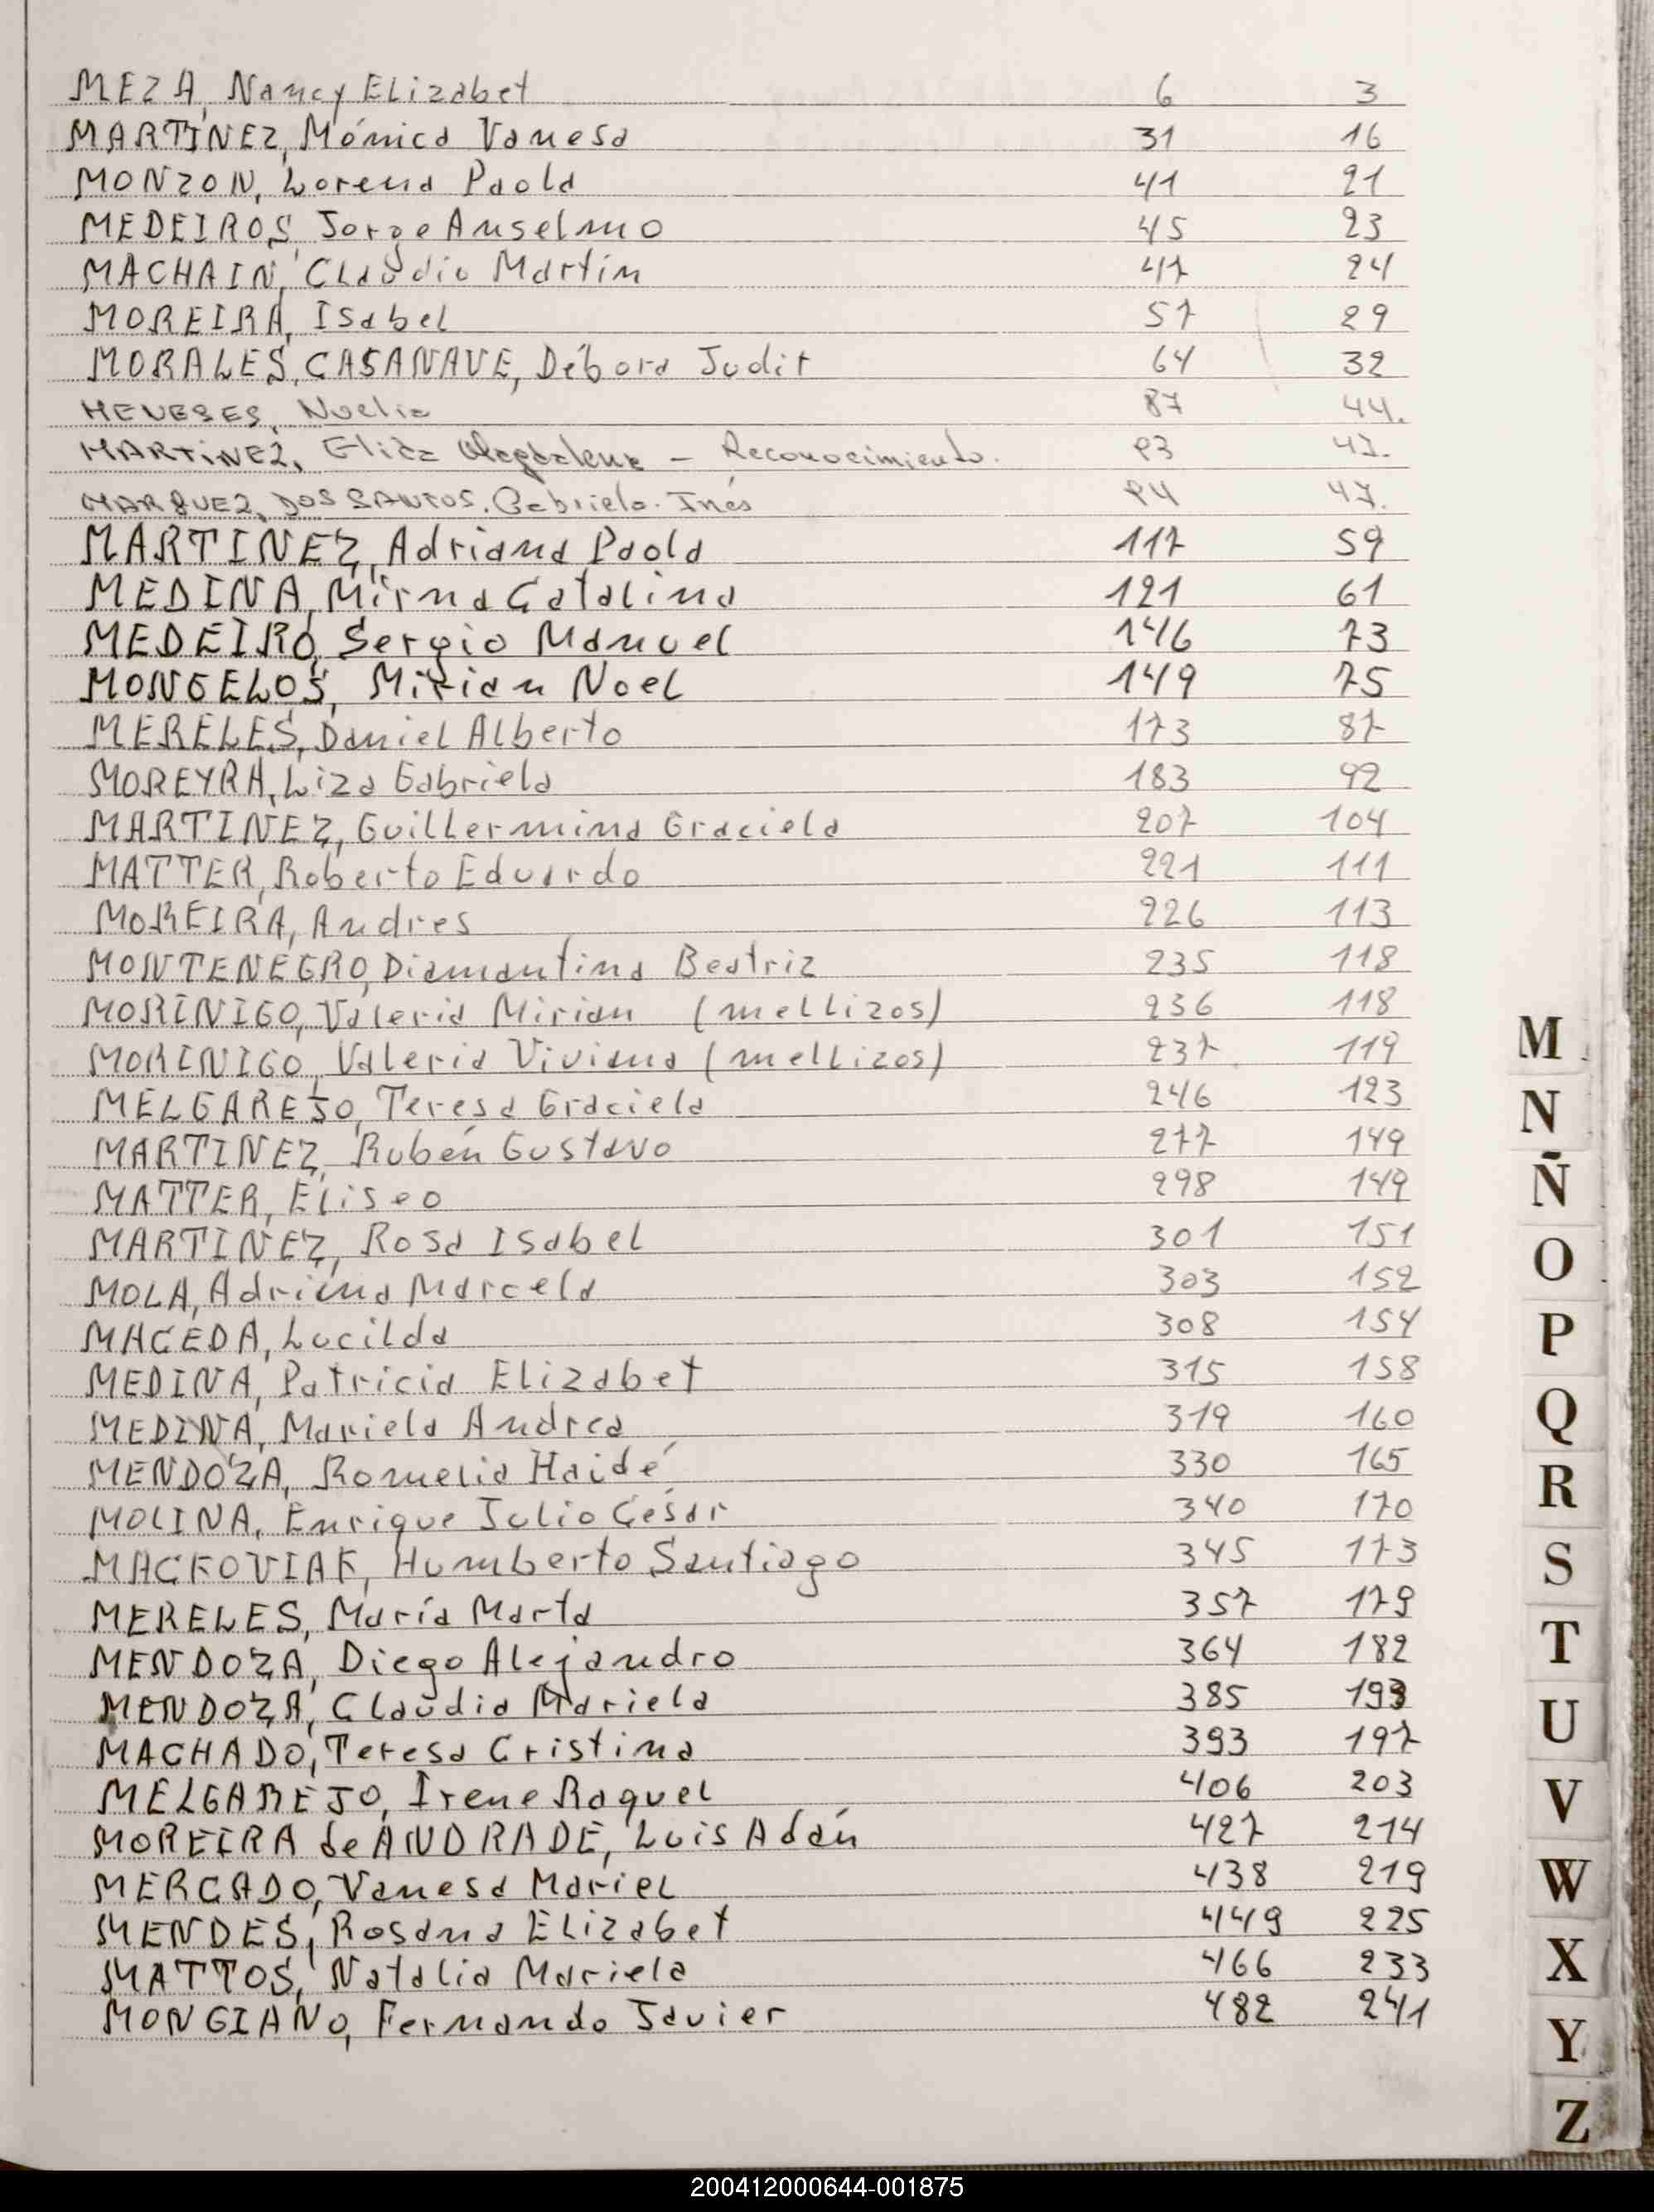 MEZA, Nancy Elizabet 6 3
MARTINEZ, Mónica Vanesa 31 16
MONZON, Lorena Paola 41 21
MEDEIROS, Jorge Anselmo 45 23
MACHAIN, Claudio Martín 47 24
MOREIRA, Isabel 57 29
MORALES, CASANAVE, Débora Judit 64 32
MENESES, Noelia 87 44.
MARTINEZ, Elida Magdalena - Reconocimiento. 93 47.
MARQUEZ, DOS SANTOS, Gabriela. Inés 94 47.
MARTINEZ, Adriana Paola 117 59
MEDINA, Mirna Catalina 121 61
MEDEIRO, Sergio Manuel 146 73
MONGELOS, Mirian Noel 149 75
MERELES, Daniel Alberto 173 87
MOREYRA, Liza Gabriela 183 92
MARTINEZ, Guillermina Graciela 207 104
MATTER, Roberto Eduardo 221 111
MOREIRA, Andres 226 113
MONTENEGRO, Diamantina Beatriz 235 118
MORINIGO, Valeria Mirian (mellizos) 236 118
MORINIGO, Valeria Viviana (mellizos) 237 119
MELGAREJO, Teresa Graciela 246 123
MARTINEZ, Rubén Gustavo 277 149
MATTER, Eliseo 298 149
MARTINEZ, Rosa Isabel 301 151
MOLA, Adriana Marcela 303 152
MACEDA, Lucilda 308 154
MEDINA, Patricia Elizabet 315 158
MEDINA, Mariela Andrea 319 160
MENDOZA, Romelia Haidé 330 165
MOLINA, Enrique Julio César 340 170
MACKOVIAK, Humberto Santiago 345 173
MERELES, María Marta 357 179
MENDOZA, Diego Alejandro 364 182
MENDOZA, Claudia Mariela 385 193
MACHADO, Teresa Cristina 393 197
MELGAREJO, Irene Raquel 406 203
MOREIRA de ANDRADE, Luis Adán 427 214
MERCADO, Vanesa Mariel 438 219
MENDES, Rosana Elizabet 449 225
MATTOS, Natalia Mariela 466 233
MONGIANO, Fernando Javier 482 241
M
N
Ñ
O
P
Q
R
S
T
U
V
W
X
Y
Z
200412000644-001875